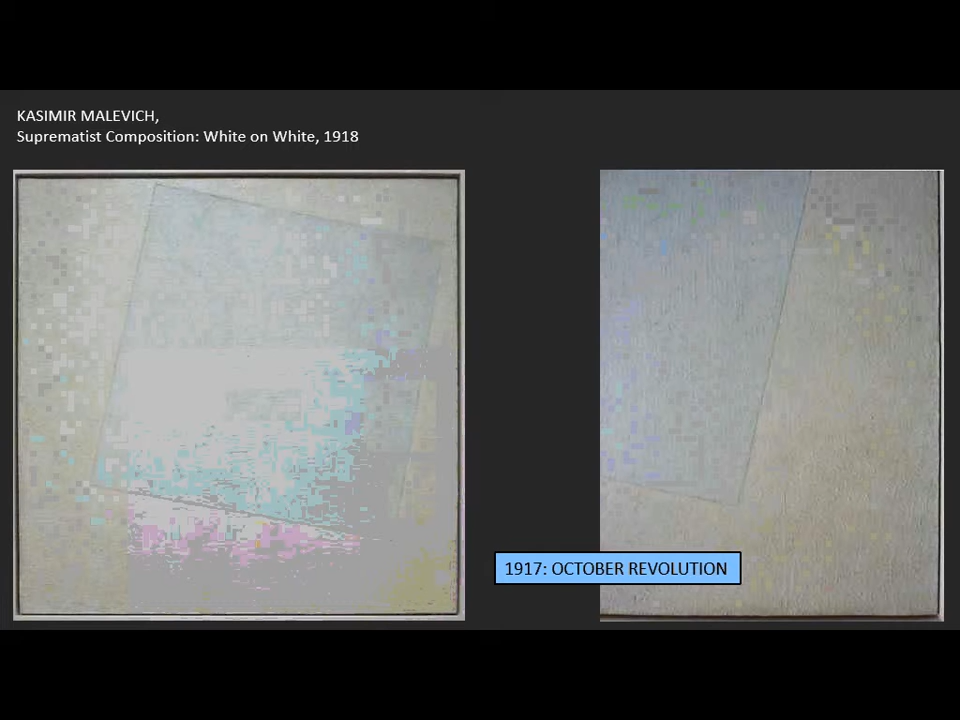 KASIMIR MALEVICH,
Suprematist Composition: White on White, 1918
1917: OCTOBER REVOLUTION